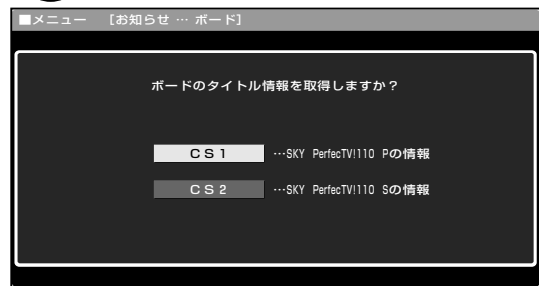 ■メニュー [お知らせ … ボード]
ボードのタイトル情報を取得しますか？
CS1 …SKY PerfecTV!110 Pの情報
CS2 …SKY PerfecTV!110 Sの情報